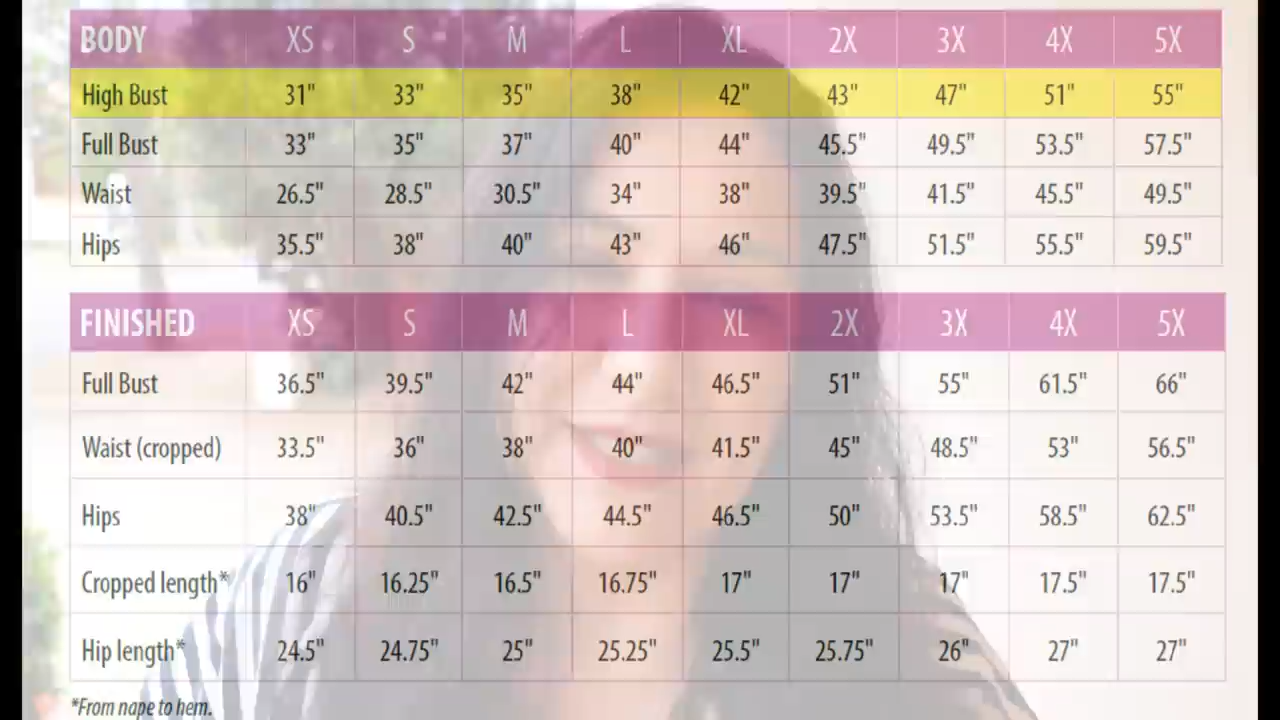 BODY XS S M L XL 2X 3X 4X 5X
High Bust 31" 33" 35" 38" 42" 43" 47" 51" 55"
Full Bust 33" 35" 37" 40" 44" 45.5" 49.5" 53.5" 57.5"
Waist 26.5" 28.5" 30.5" 34" 38" 39.5" 41.5" 45.5" 49.5"
Hips 35.5" 38" 40" 43" 46" 47.5" 51.5" 55.5" 59.5"
FINISHED XS S M L XL 2X 3X 4X 5X
Full Bust 36.5" 39.5" 42" 44" 46.5" 51" 55" 61.5" 66"
Waist (cropped) 33.5" 36" 38" 40" 41.5" 45" 48.5" 53" 56.5"
Hips 38" 40.5" 42.5" 44.5" 46.5" 50" 53.5" 58.5" 62.5"
Cropped length* 16" 16.25" 16.5" 16.75" 17" 17" 17" 17.5" 17.5"
Hip length* 24.5" 24.75" 25" 25.25" 25.5" 25.75" 26" 27" 27"
*From nape to hem.